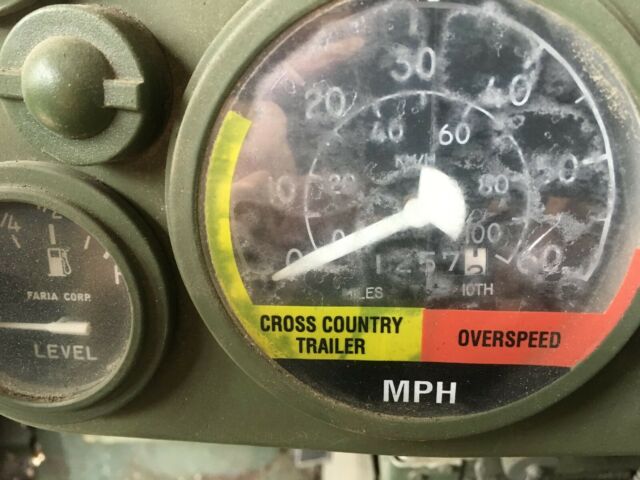 10
20
30
40
50
60
0
20
40
60
80
100
KM/H
0
1257
MILES
10TH
CROSS COUNTRY
TRAILER
OVERSPEED
MPH
FARIA CORP.
LEVEL